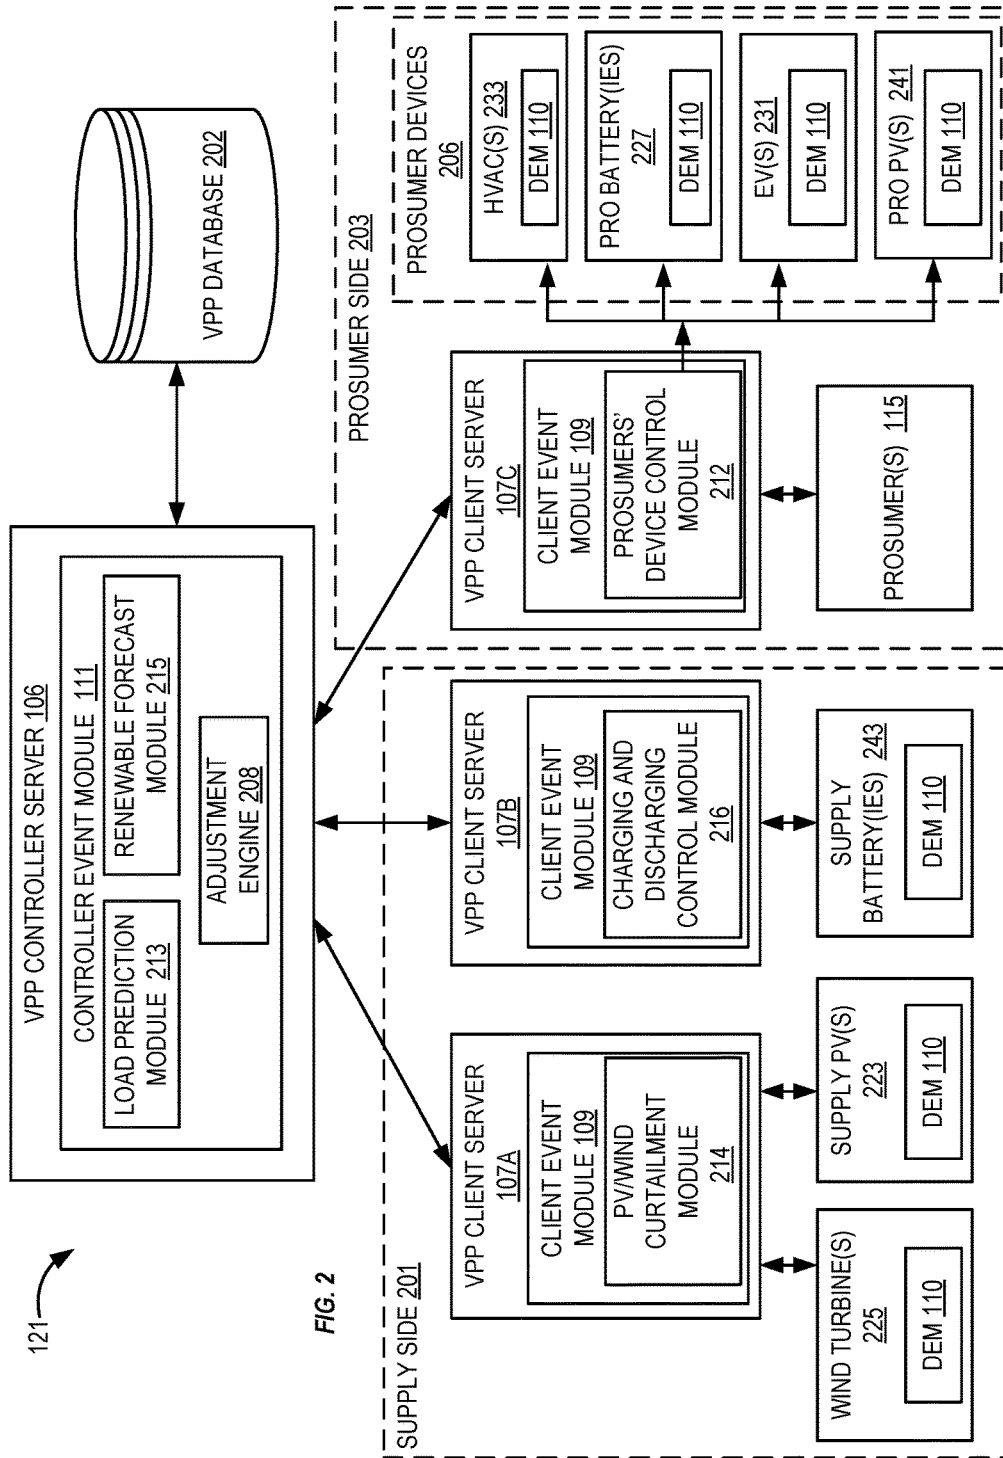 121
FIG. 2
VPP CONTROLLER SERVER 106
CONTROLLER EVENT MODULE 111
LOAD PREDICTION
MODULE 213
RENEWABLE FORECAST
MODULE 215
ADJUSTMENT
ENGINE 208
VPP DATABASE 202
SUPPLY SIDE 201
VPP CLIENT SERVER
107A
CLIENT EVENT
MODULE 109
PV/WIND
CURTAILMENT
MODULE
214
WIND TURBINE(S)
225
DEM 110
SUPPLY PV(S)
223
DEM 110
VPP CLIENT SERVER
107B
CLIENT EVENT
MODULE 109
CHARGING AND
DISCHARGING
CONTROL MODULE
216
SUPPLY
BATTERY(IES) 243
DEM 110
PROSUMER SIDE 203
VPP CLIENT SERVER
107C
CLIENT EVENT
MODULE 109
PROSUMERS'
DEVICE CONTROL
MODULE
212
PROSUMER(S) 115
PROSUMER DEVICES
206
HVAC(S) 233
DEM 110
PRO BATTERY(IES)
227
DEM 110
EV(S) 231
DEM 110
PRO PV(S) 241
DEM 110